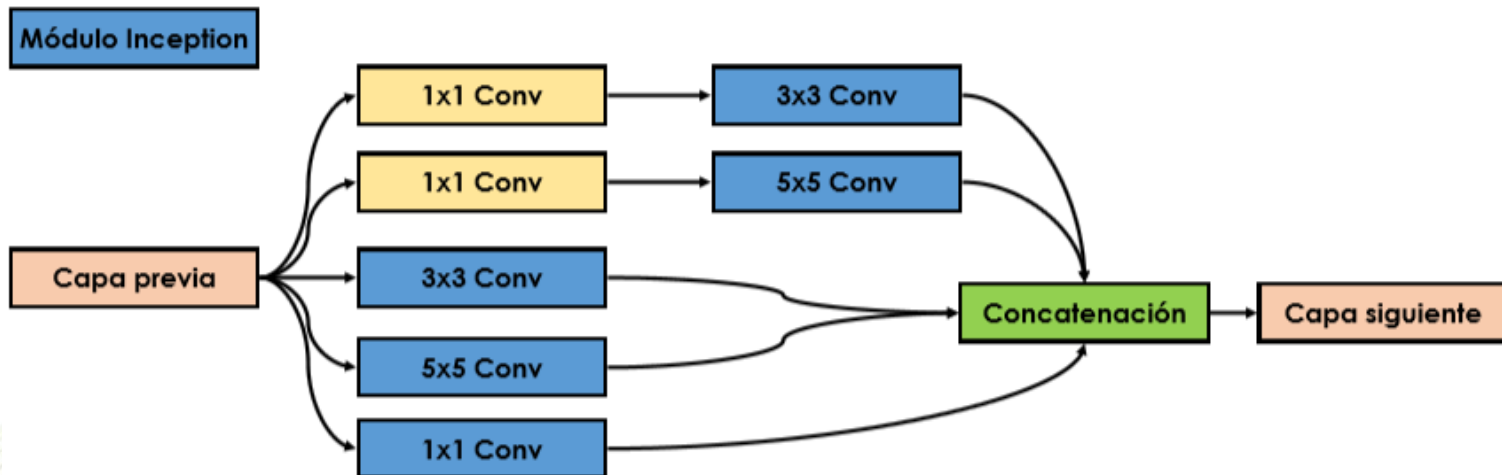 Módulo Inception
1x1 Conv
3x3 Conv
1x1 Conv
5x5 Conv
Capa previa
3x3 Conv
Concatenación
Capa siguiente
5x5 Conv
1x1 Conv